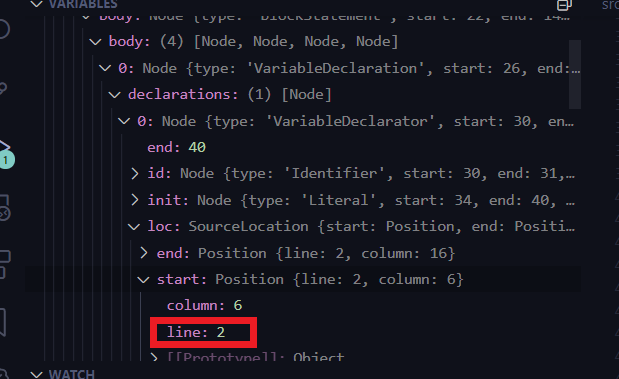 VARIABLES
src
body: Node {type: 'BlockStatement', start: 22, end: 14…
body: (4) [Node, Node, Node, Node]
0: Node {type: 'VariableDeclaration', start: 26, end:…
declarations: (1) [Node]
0: Node {type: 'VariableDeclarator', start: 30, en…
end: 40
id: Node {type: 'Identifier', start: 30, end: 31,…
init: Node {type: 'Literal', start: 34, end: 40, …
loc: SourceLocation {start: Position, end: Positi…
1
end: Position {line: 2, column: 16}
start: Position {line: 2, column: 6}
column: 6
line: 2
[[Prototype]]: Object
WATCH